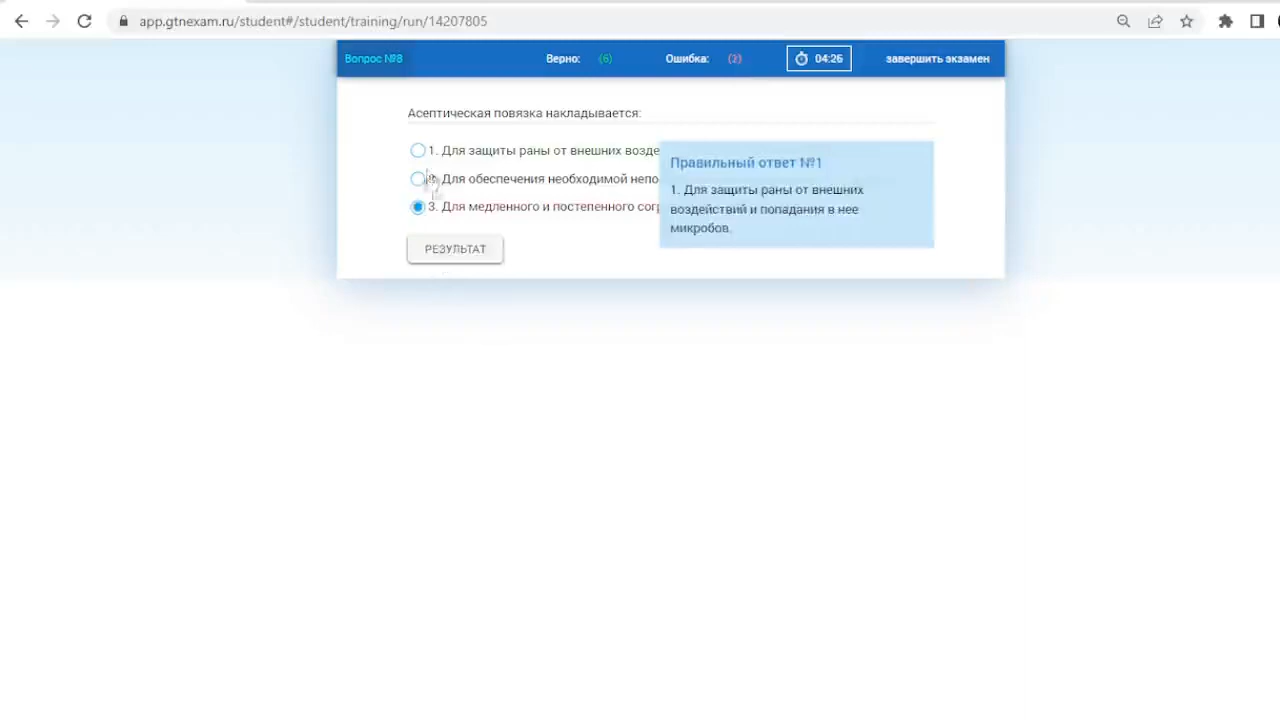 app.gtnexam.ru/student#/student/training/run/14207805
Вопрос №8 Верно: (6) Ошибка: (2) 04:26 завершить экзамен
Асептическая повязка накладывается:
1. Для защиты раны от внешних возде
Для обеспечения необходимой непо
3. Для медленного и постепенного сог
РЕЗУЛЬТАТ
Правильный ответ №1
1. Для защиты раны от внешних
воздействий и попадания в нее
микробов.